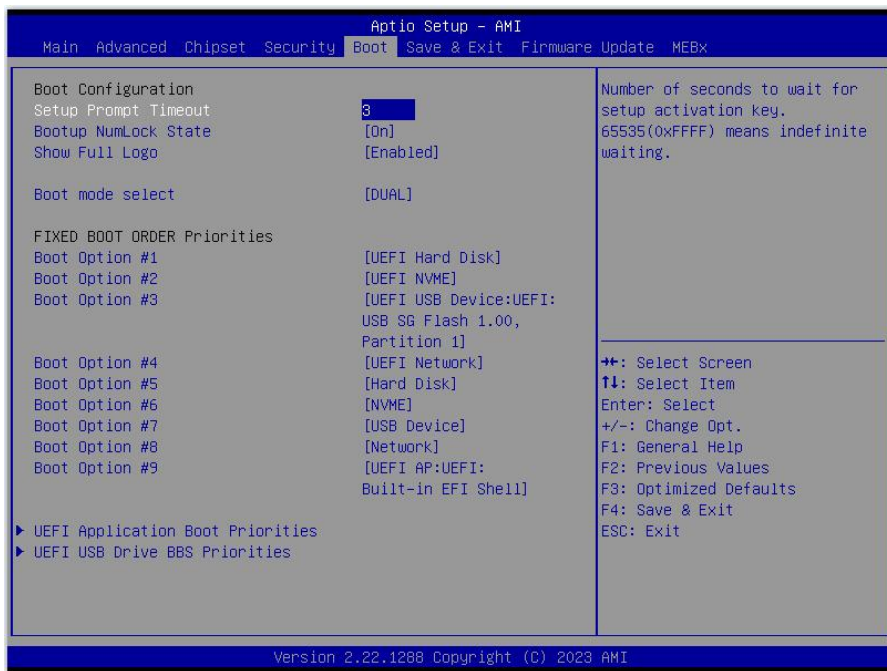 Aptio Setup - AMI
Main Advanced Chipset Security Boot Save & Exit Firmware Update MEBx
Boot Configuration
Setup Prompt Timeout 3
Bootup NumLock State [On]
Show Full Logo [Enabled]
Boot mode select [DUAL]
FIXED BOOT ORDER Priorities
Boot Option #1 [UEFI Hard Disk]
Boot Option #2 [UEFI NVME]
Boot Option #3 [UEFI USB Device:UEFI:
USB SG Flash 1.00,
Partition 1]
Boot Option #4 [UEFI Network]
Boot Option #5 [Hard Disk]
Boot Option #6 [NVME]
Boot Option #7 [USB Device]
Boot Option #8 [Network]
Boot Option #9 [UEFI AP:UEFI:
Built-in EFI Shell]
UEFI Application Boot Priorities
UEFI USB Drive BBS Priorities
Number of seconds to wait for
setup activation key.
65535(0xFFFF) means indefinite
waiting.
→←: Select Screen
↑↓: Select Item
Enter: Select
+/-: Change Opt.
F1: General Help
F2: Previous Values
F3: Optimized Defaults
F4: Save & Exit
ESC: Exit
Version 2.22.1288 Copyright (C) 2023 AMI